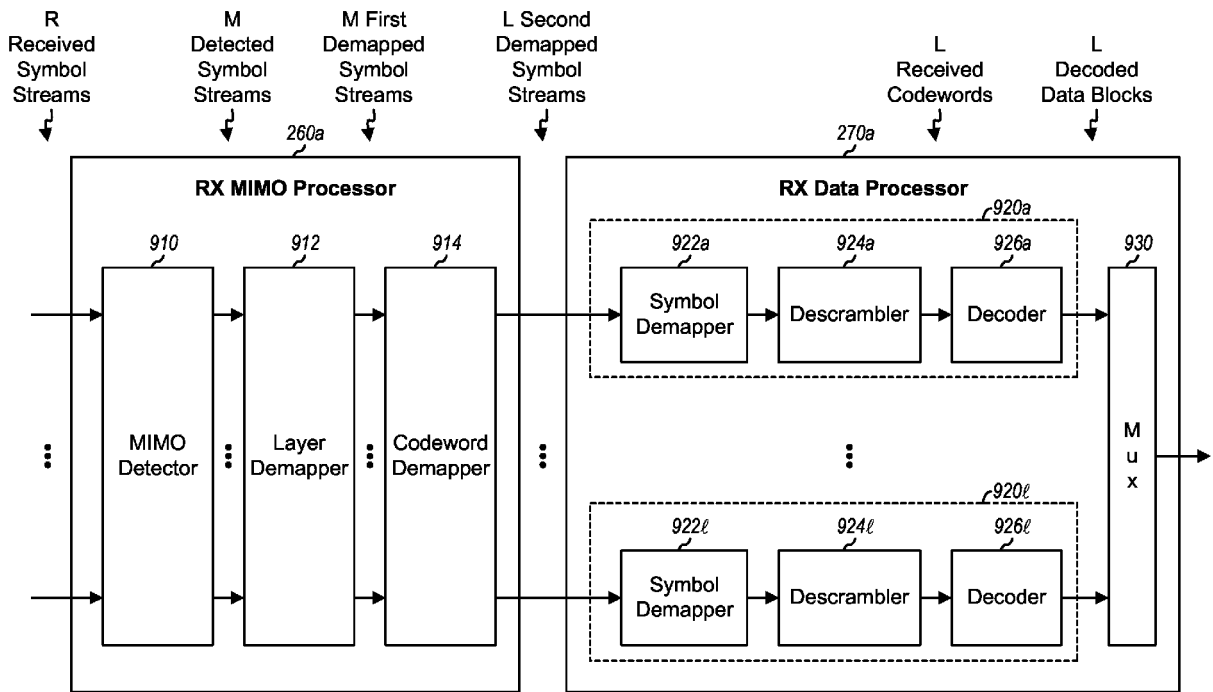 R
Received
Symbol
Streams
M
Detected
Symbol
Streams
M First
Demapped
Symbol
Streams
L Second
Demapped
Symbol
Streams
L
Received
Codewords
L
Decoded
Data Blocks
260a
270a
RX MIMO Processor
RX Data Processor
920a
910
912
914
922a
924a
926a
930
Symbol
Demapper
Descrambler
Decoder
MIMO
Detector
Layer
Demapper
Codeword
Demapper
M
u
x
920ℓ
922ℓ
924ℓ
926ℓ
Symbol
Demapper
Descrambler
Decoder